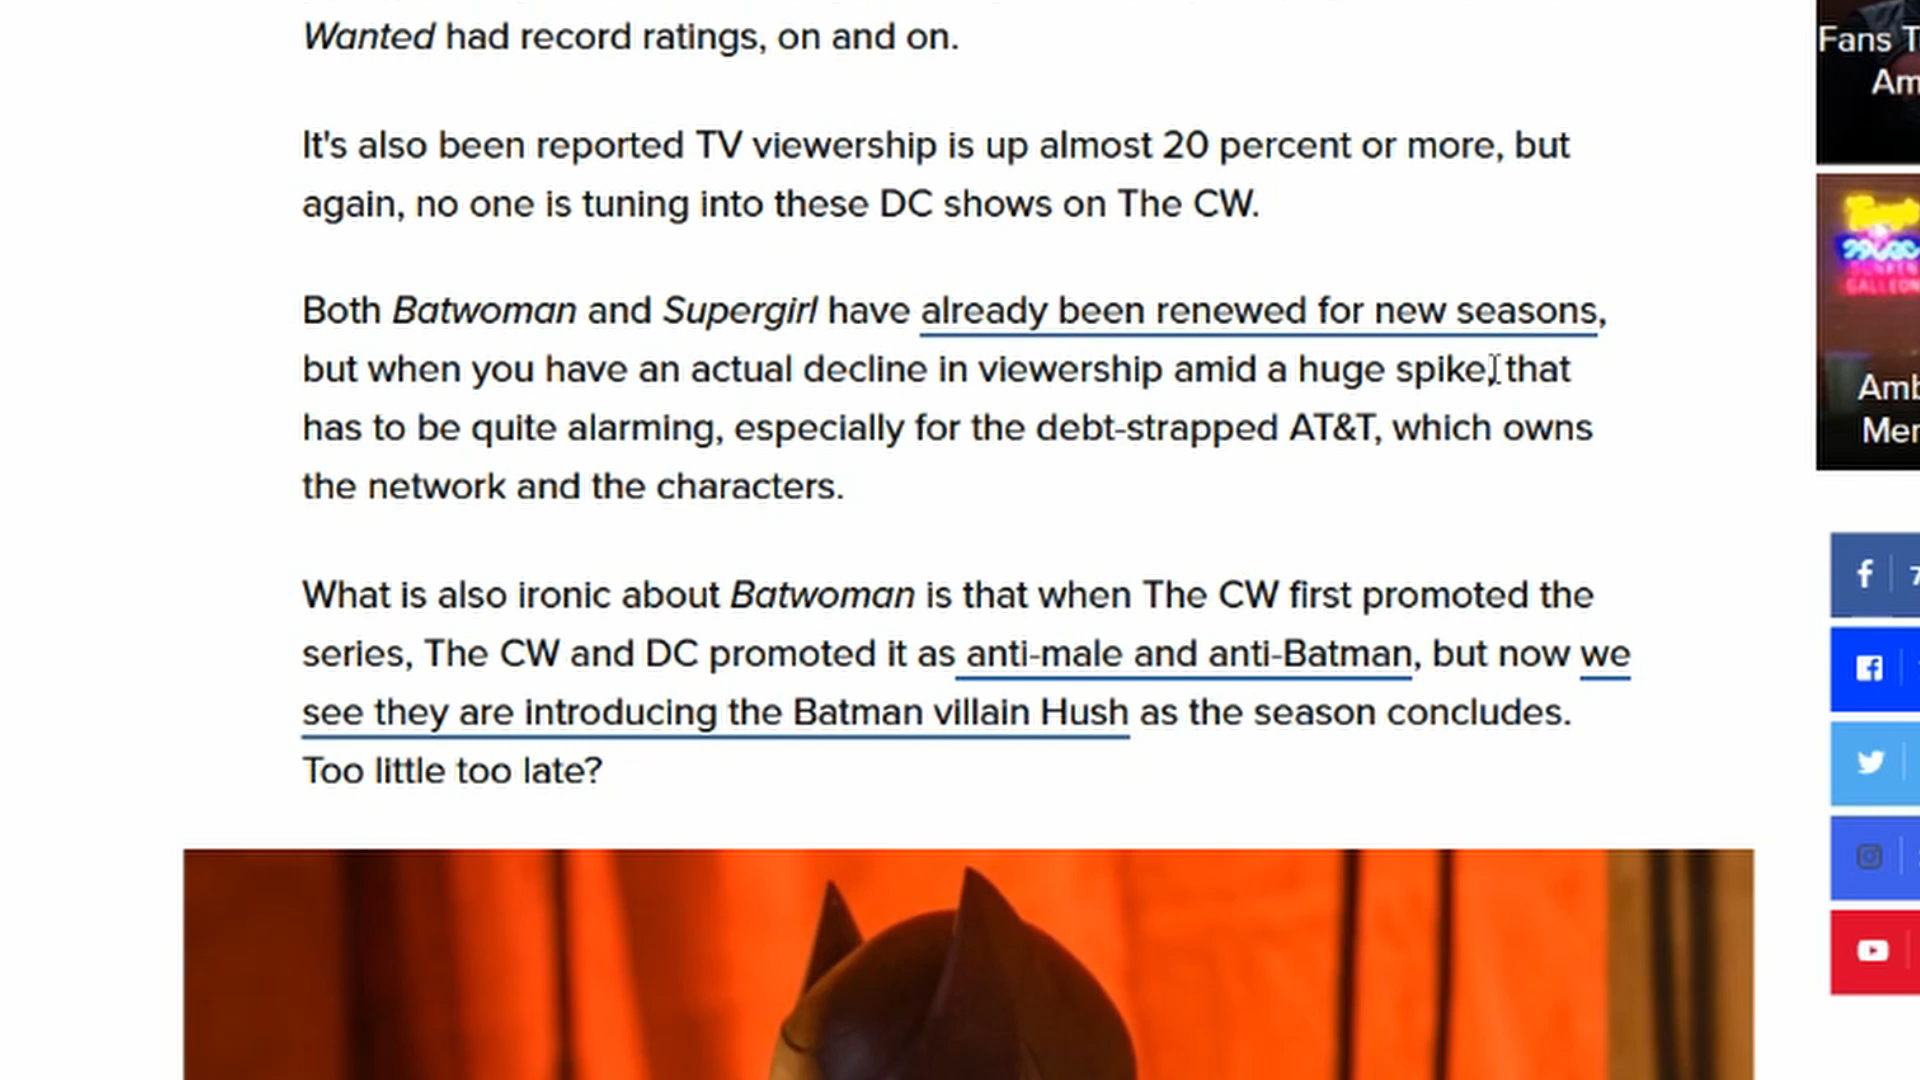 Wanted had record ratings, on and on.
It's also been reported TV viewership is up almost 20 percent or more, but
again, no one is tuning into these DC shows on The CW.
Both Batwoman and Supergirl have already been renewed for new seasons,
but when you have an actual decline in viewership amid a huge spike, that
has to be quite alarming, especially for the debt-strapped AT&T, which owns
the network and the characters.
What is also ironic about Batwoman is that when The CW first promoted the
series, The CW and DC promoted it as anti-male and anti-Batman, but now we
see they are introducing the Batman villain Hush as the season concludes.
Too little too late?
Fans T
Am
GALLEON
Amb
Mer